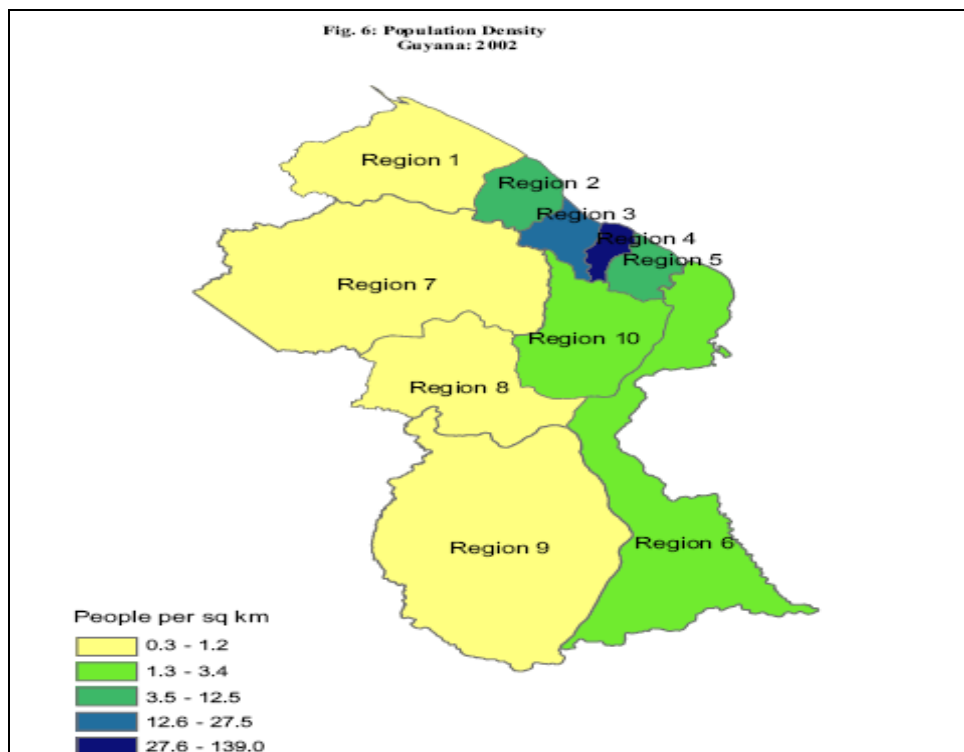 Fig. 6: Population Density
Guyana: 2002
Region 1
Region 2
Region 3
Region 4
Region 5
Region 7
Region 10
Region 8
Region 9
Region 6
People per sq km
0.3 - 1.2
1.3 - 3.4
3.5 - 12.5
12.6 - 27.5
27.6 - 139.0